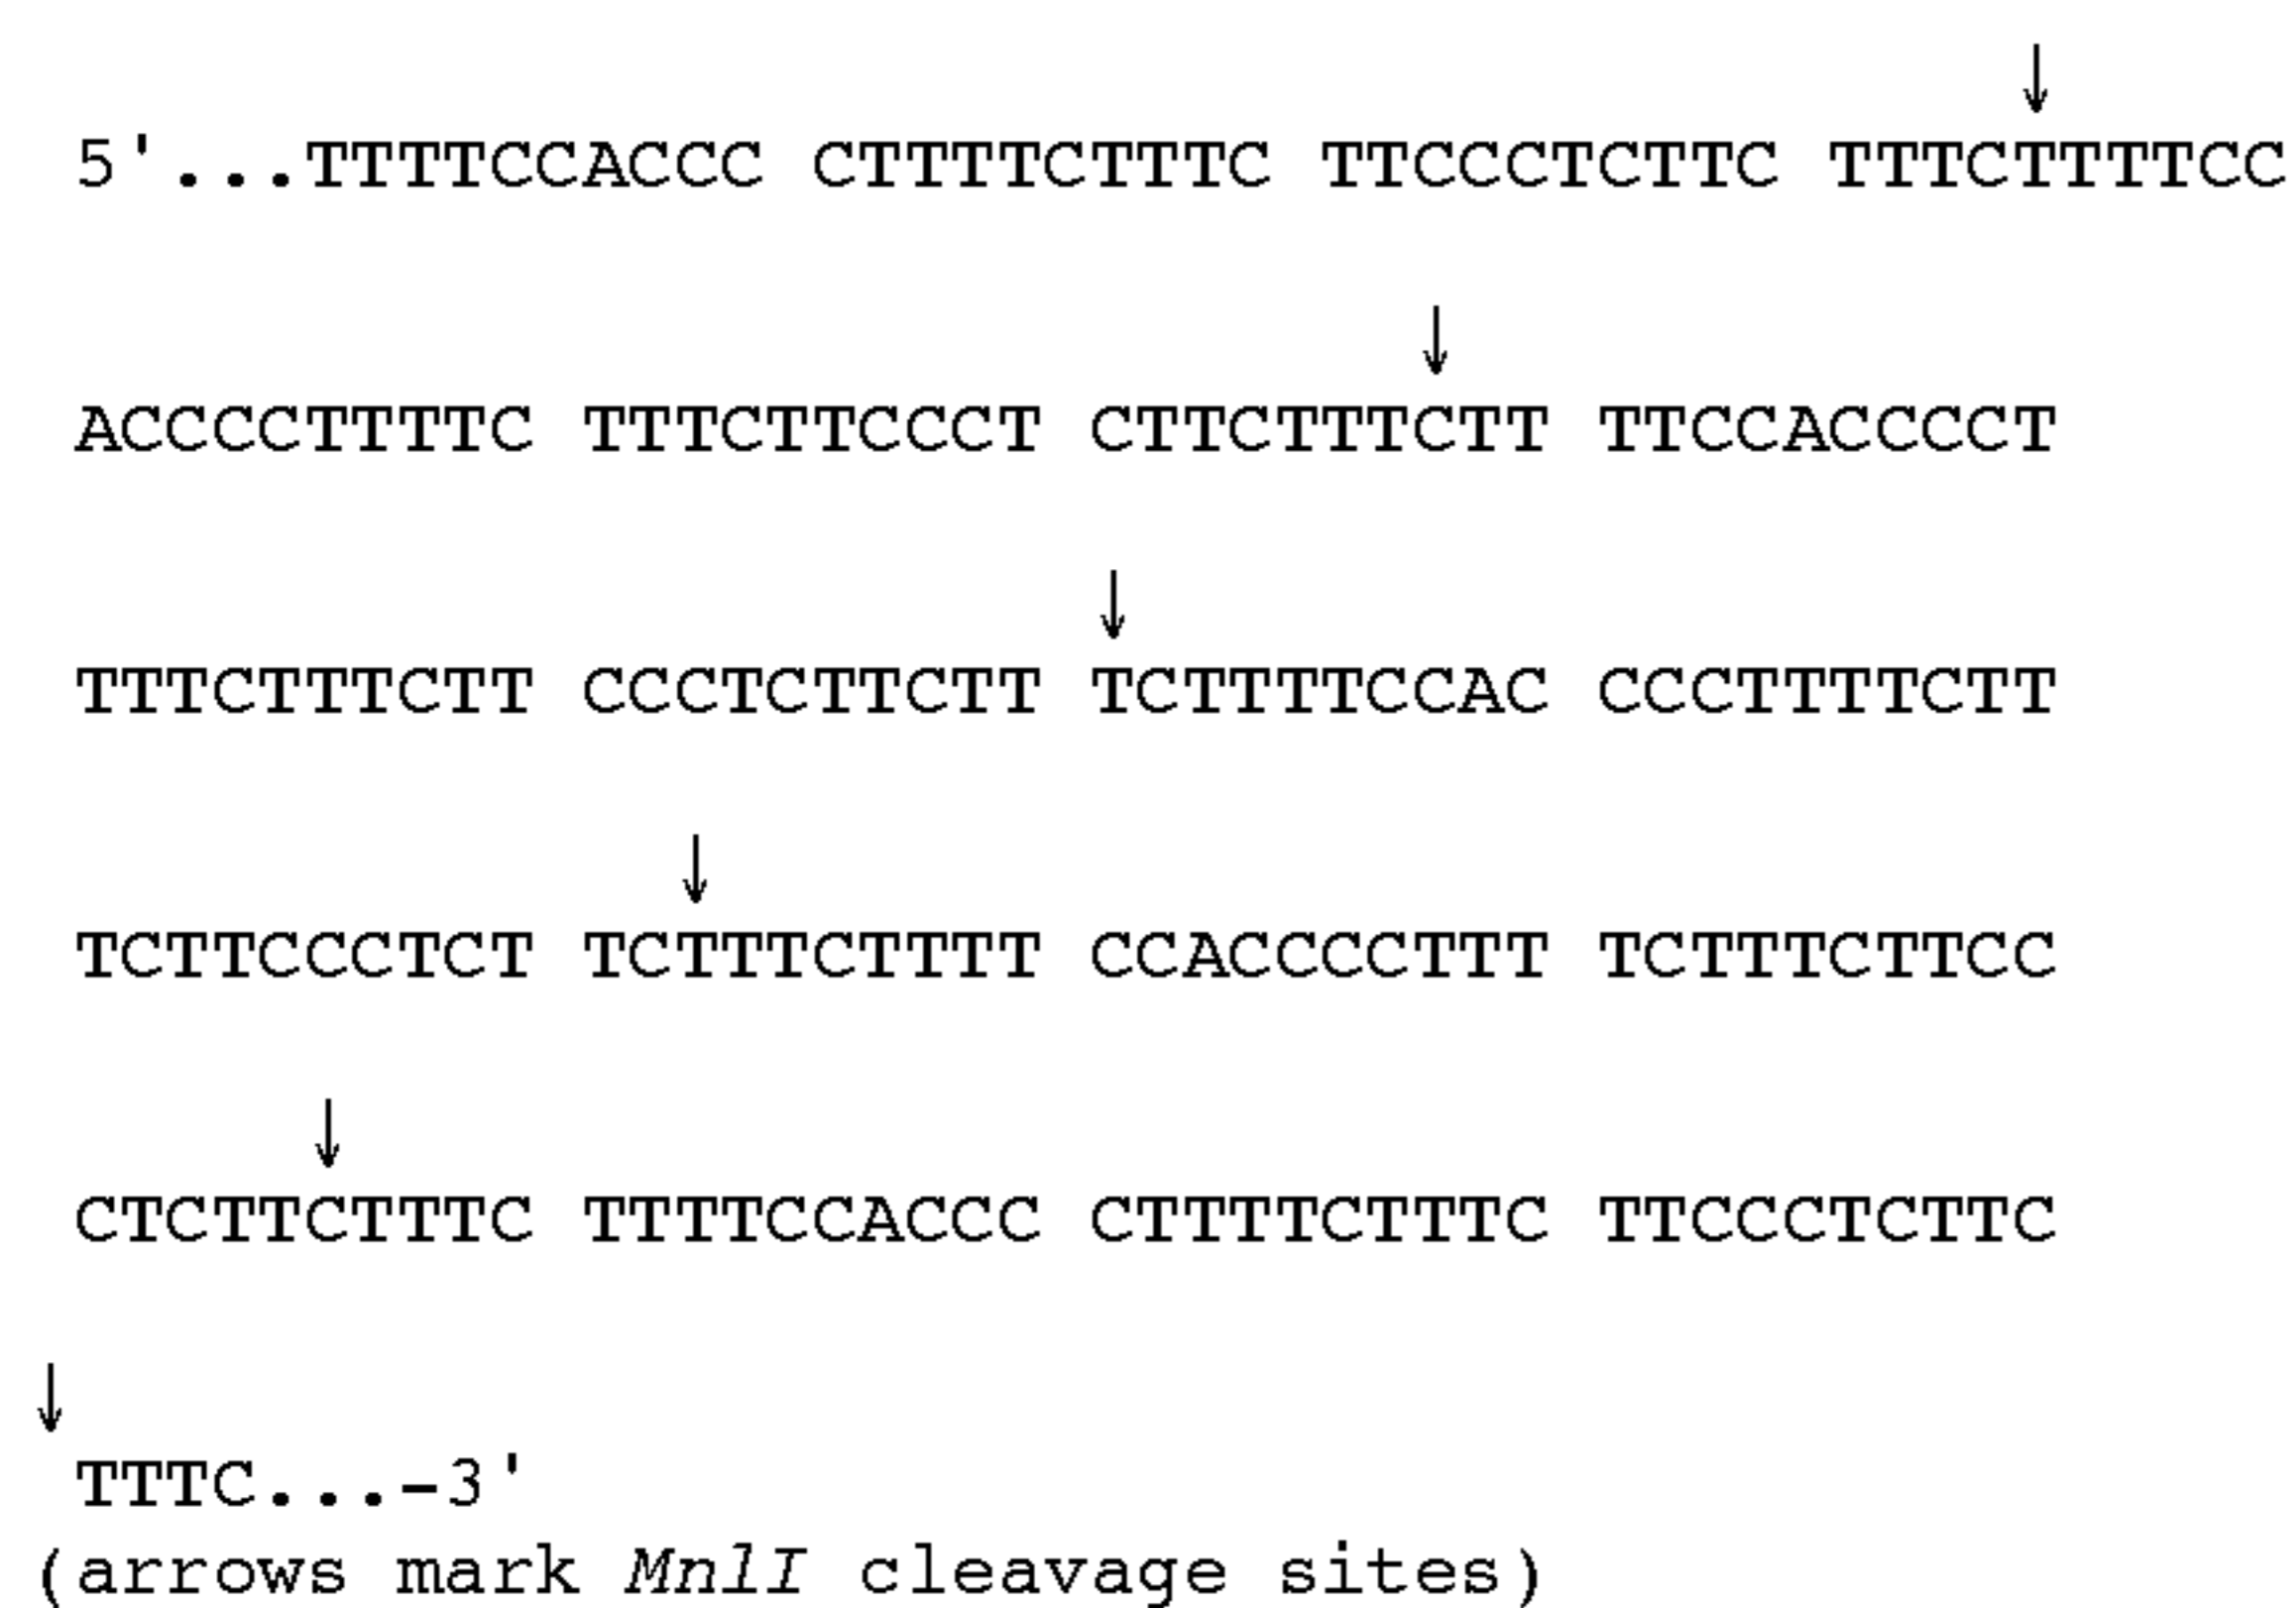 ↓
5'...TTTTCCACCC CTTTTCTTTC TTCCCTCTTC TTTCTTTTCC
↓
ACCCCTTTTC TTTCTTCCCT CTTCTTTCTT TTCCACCCCT
↓
TTTCTTTCTT CCCTCTTCTT TCTTTTCCAC CCCTTTTCTT
↓
TCTTCCCTCT TCTTTCTTTT CCACCCCTTT TCTTTCTTCC
↓
CTCTTCTTTC TTTTCCACCC CTTTTCTTTC TTCCCTCTTC
↓
TTTC...-3'
(arrows mark MnlI cleavage sites)